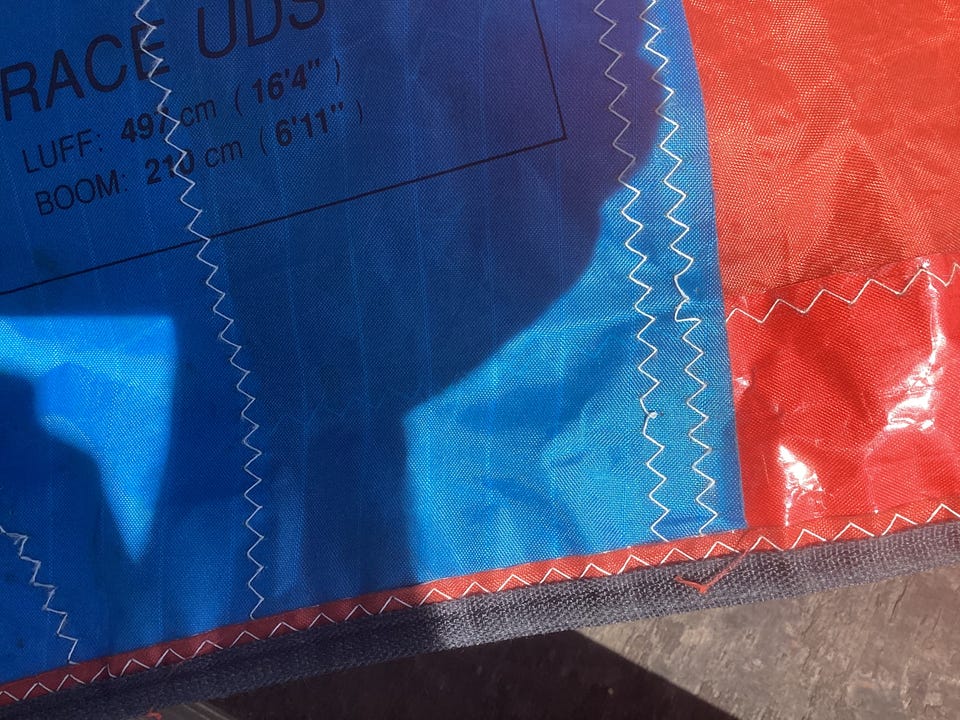 RACE UDS
LUFF: 497 cm ( 16'4" )
BOOM: 210 cm ( 6'11" )